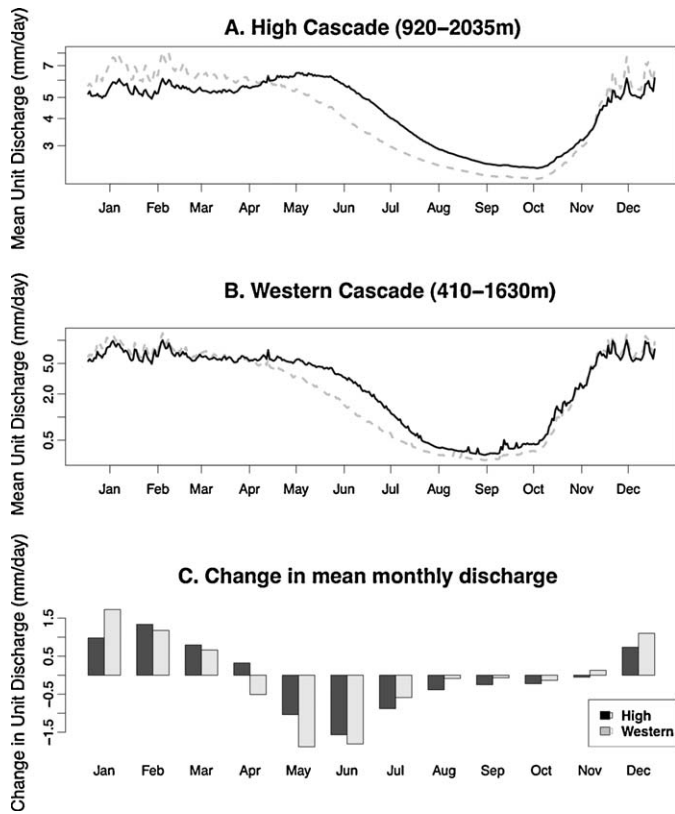 A. High Cascade (920–2035m)
Mean Unit Discharge (mm/day)
7
5
4
3
Jan Feb Mar Apr May Jun Jul Aug Sep Oct Nov Dec
B. Western Cascade (410–1630m)
Mean Unit Discharge (mm/day)
5.0
2.0
0.5
Jan Feb Mar Apr May Jun Jul Aug Sep Oct Nov Dec
C. Change in mean monthly discharge
Change in Unit Discharge (mm/day)
1.5
0.5
−0.5
−1.5
High
Western
Jan Feb Mar Apr May Jun Jul Aug Sep Oct Nov Dec